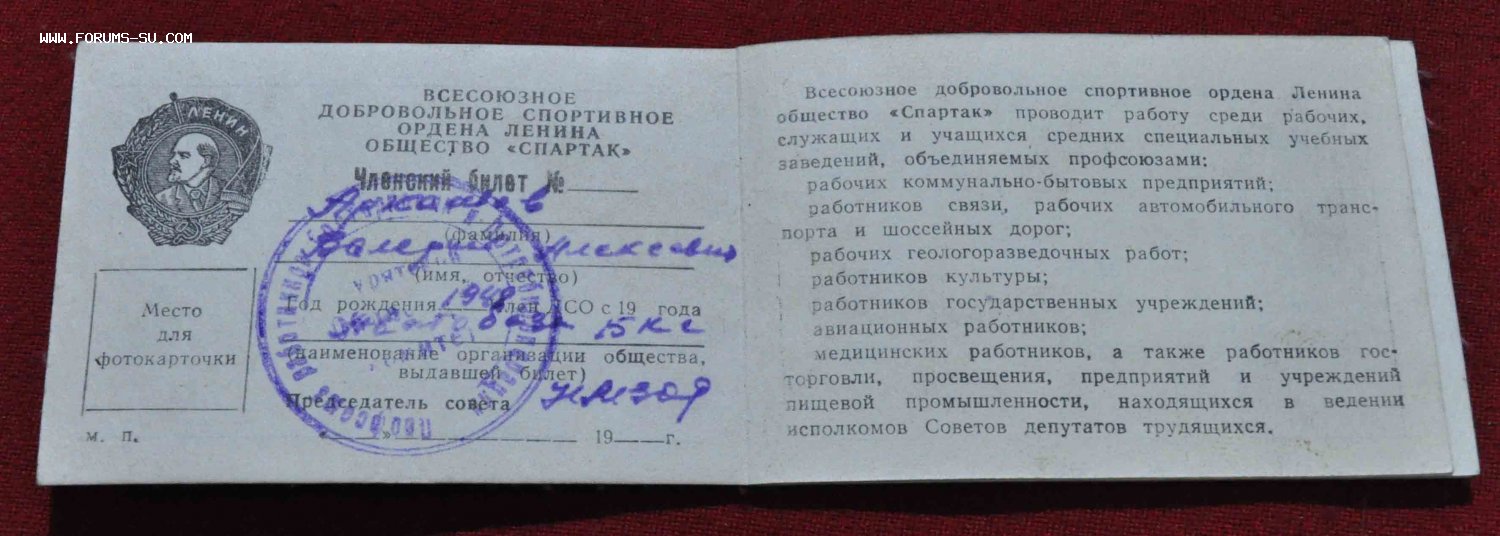 WWW.FORUMS-SU.COM
ЛЕНИН
ВСЕСОЮЗНОЕ
ДОБРОВОЛЬНОЕ СПОРТИВНОЕ
ОРДЕНА ЛЕНИНА
ОБЩЕСТВО «СПАРТАК»
Членский билет №
(фамилия)
(имя, отчество)
Год рождения 1949 член ДСО с 19 года
15 кг
(наименование организации общества,
выдавшей билет)
Председатель совета
« » 19 г.
Место
для
фотокарточки
м. п.
Всесоюзное добровольное спортивное ордена Ленина
общество «Спартак» проводит работу среди рабочих,
служащих и учащихся средних специальных учебных
заведений, объединяемых профсоюзами:
рабочих коммунально-бытовых предприятий;
работников связи, рабочих автомобильного транс-
порта и шоссейных дорог;
рабочих геологоразведочных работ;
работников культуры;
работников государственных учреждений;
авиационных работников;
медицинских работников, а также работников гос-
торговли, просвещения, предприятий и учреждений
пищевой промышленности, находящихся в ведении
исполкомов Советов депутатов трудящихся.